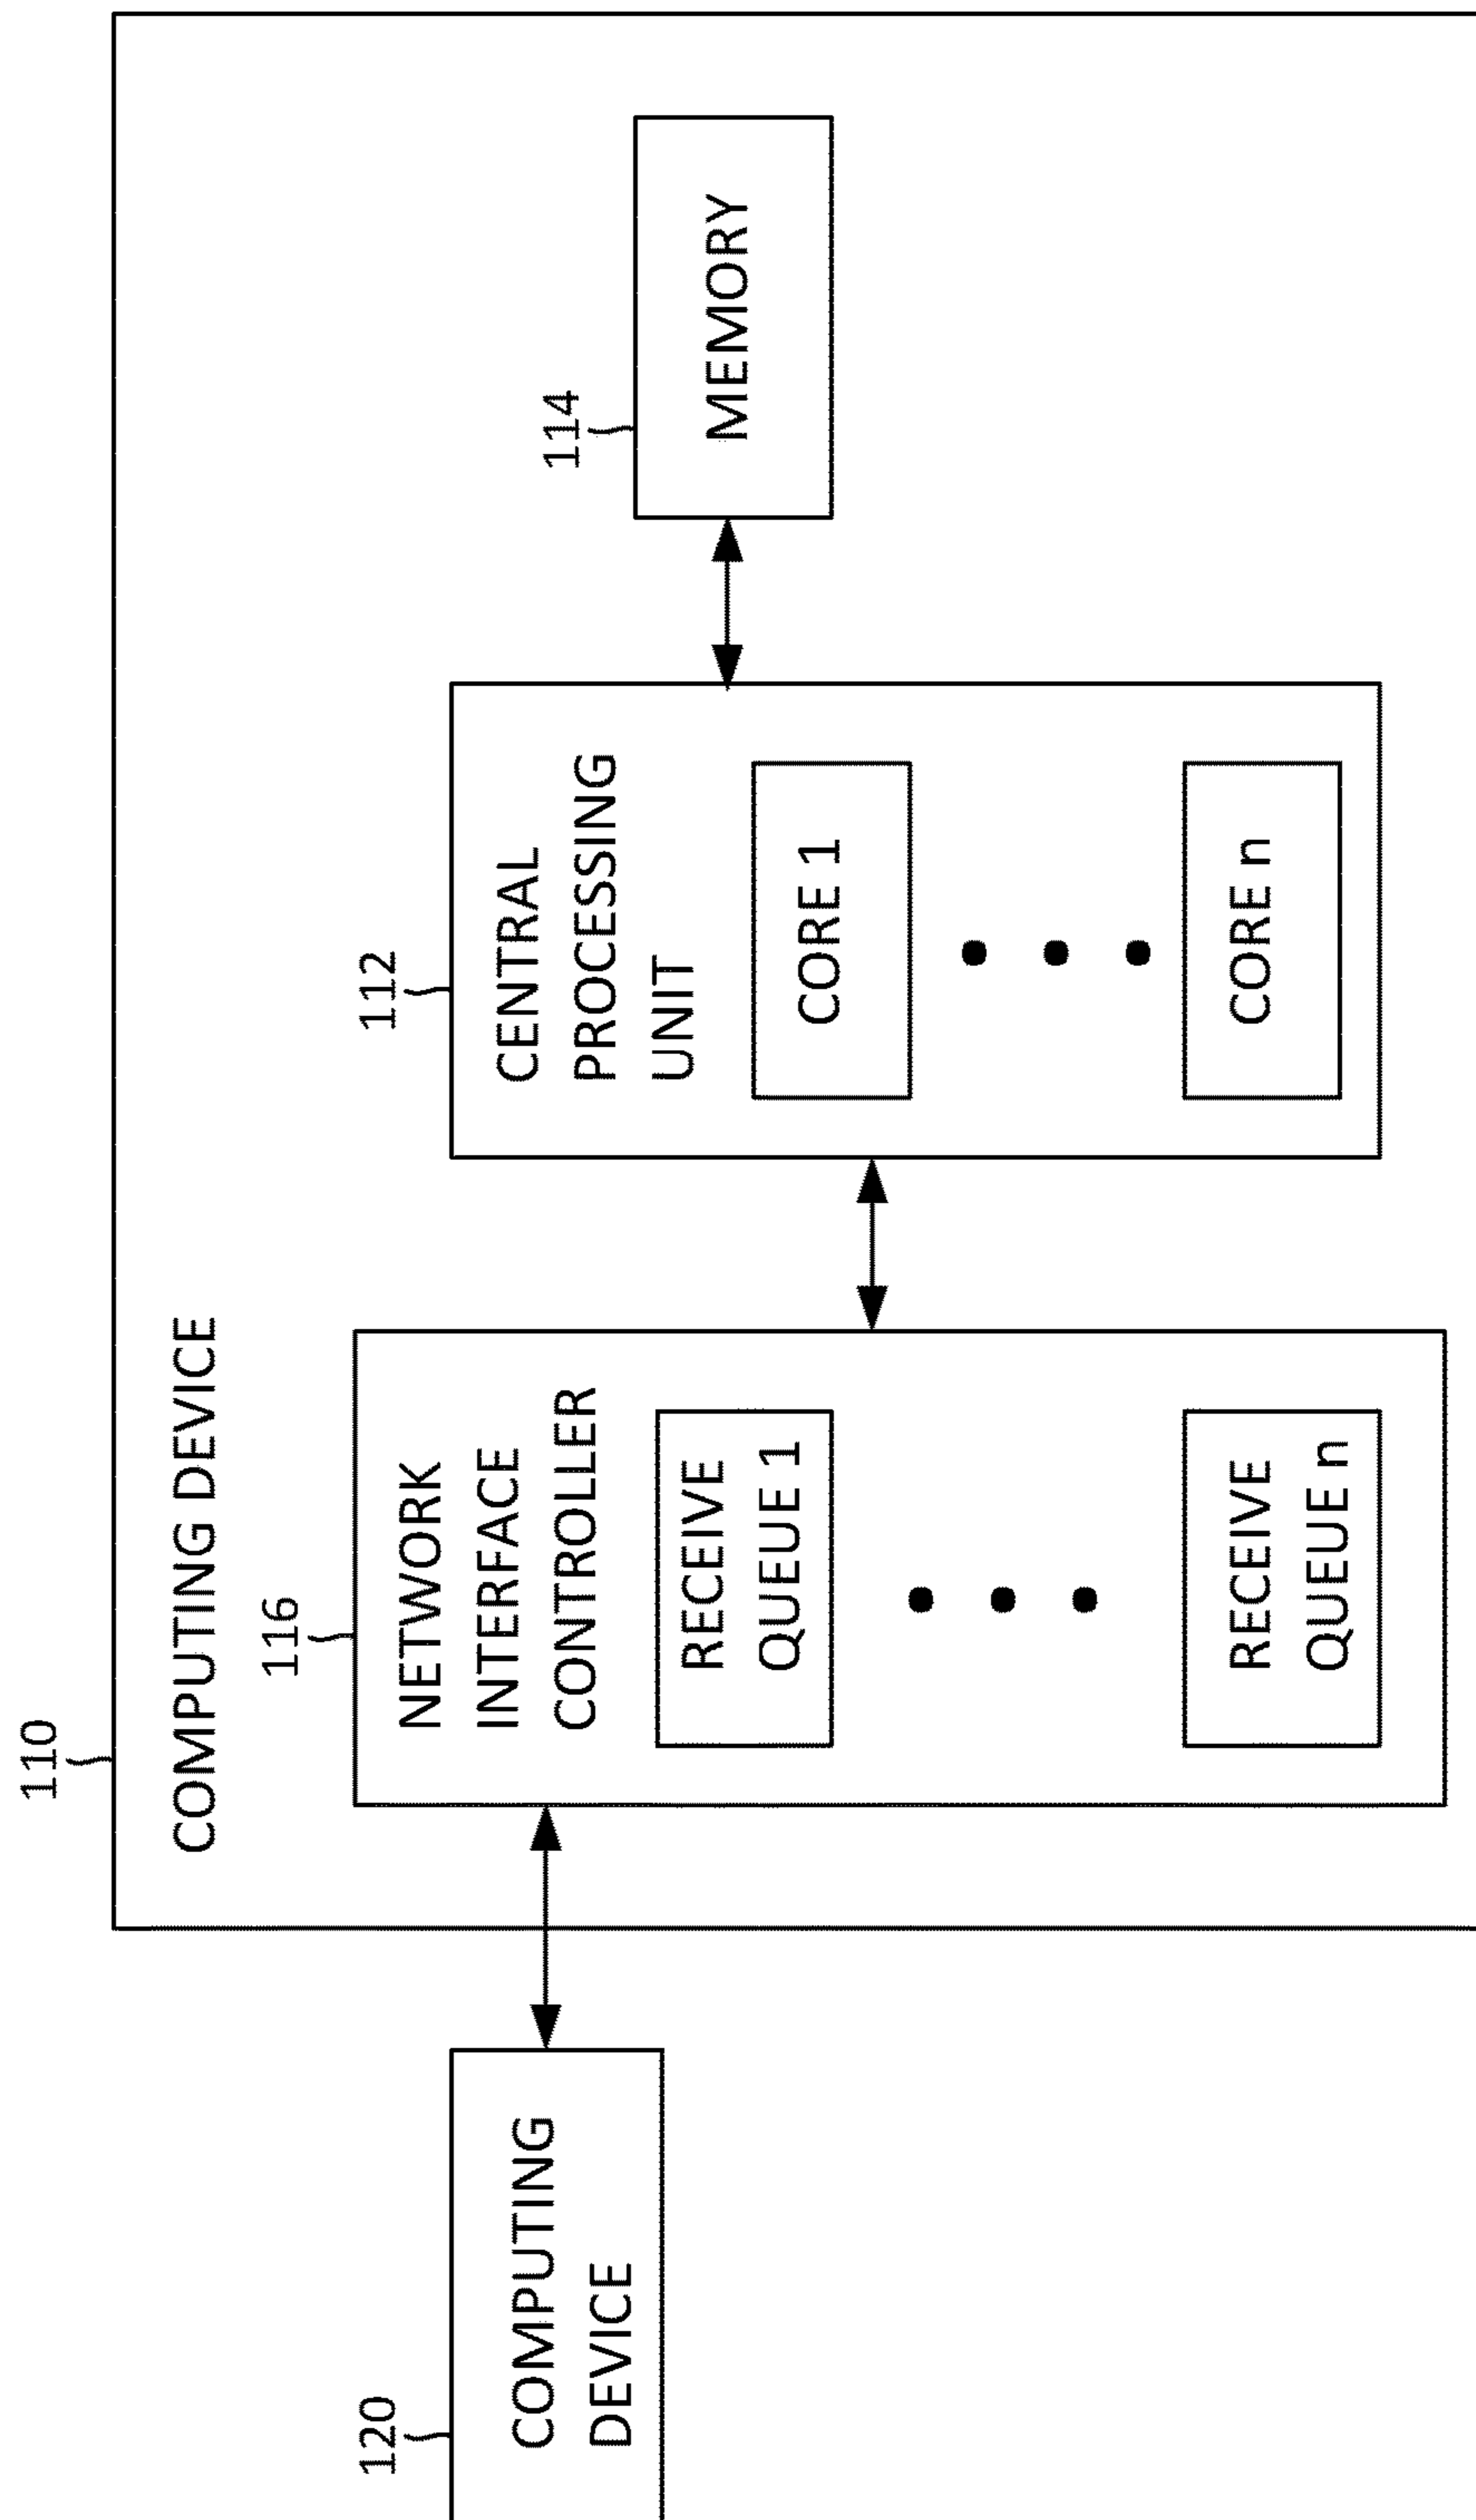 110
COMPUTING DEVICE
120
COMPUTING
DEVICE
116
NETWORK
INTERFACE
CONTROLLER
RECEIVE
QUEUE 1
RECEIVE
QUEUE n
112
CENTRAL
PROCESSING
UNIT
CORE 1
CORE n
114
MEMORY